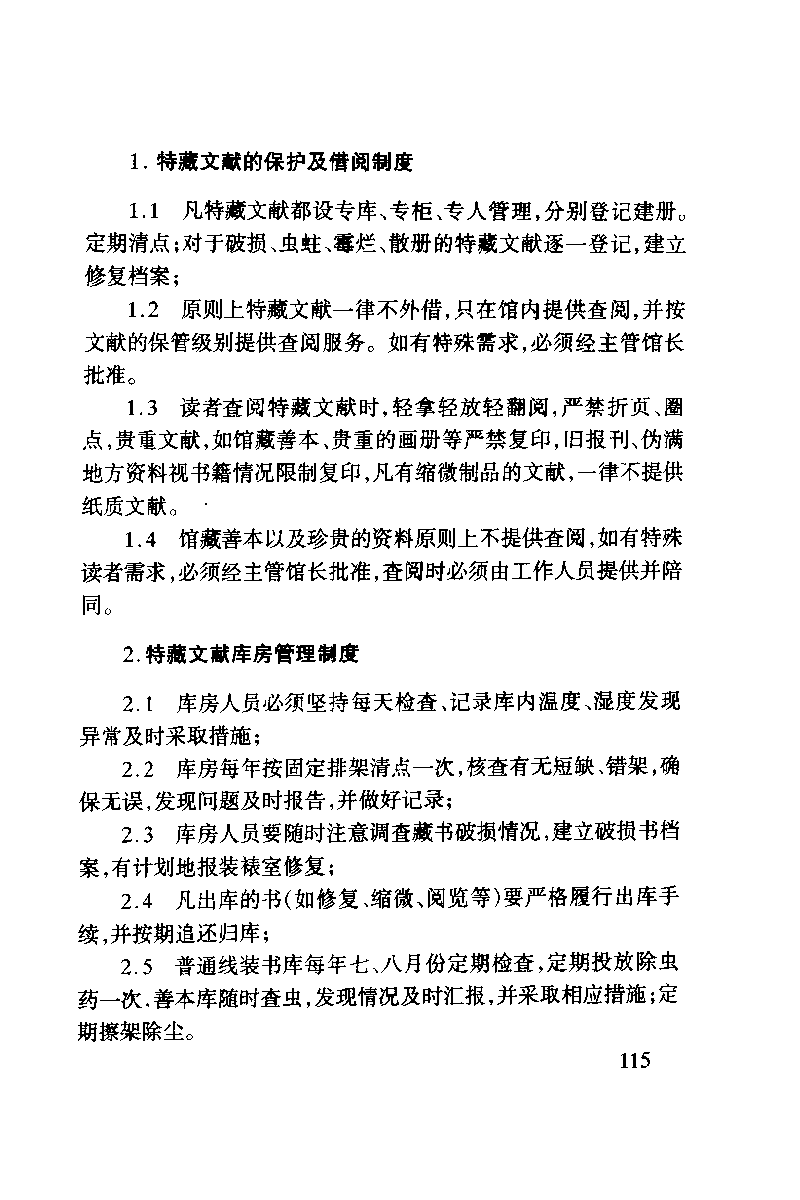 1. 特藏文献的保护及借阅制度
1.1 凡特藏文献都设专库、专柜、专人管理,分别登记建册。
定期清点;对于破损、虫蛀、霉烂、散册的特藏文献逐一登记,建立
修复档案;
1.2 原则上特藏文献一律不外借,只在馆内提供查阅,并按
文献的保管级别提供查阅服务。如有特殊需求,必须经主管馆长
批准。
1.3 读者查阅特藏文献时,轻拿轻放轻翻阅,严禁折页、圈
点,贵重文献,如馆藏善本、贵重的画册等严禁复印,旧报刊、伪满
地方资料视书籍情况限制复印,凡有缩微制品的文献,一律不提供
纸质文献。
1.4 馆藏善本以及珍贵的资料原则上不提供查阅,如有特殊
读者需求,必须经主管馆长批准,查阅时必须由工作人员提供并陪
同。
2.特藏文献库房管理制度
2.1 库房人员必须坚持每天检查、记录库内温度、湿度发现
异常及时采取措施;
2.2 库房每年按固定排架清点一次,核查有无短缺、错架,确
保无误,发现问题及时报告,并做好记录;
2.3 库房人员要随时注意调查藏书破损情况,建立破损书档
案,有计划地报装裱室修复;
2.4 凡出库的书(如修复、缩微、阅览等)要严格履行出库手
续,并按期追还归库;
2.5 普通线装书库每年七、八月份定期检查,定期投放除虫
药一次.善本库随时查虫,发现情况及时汇报,并采取相应措施;定
期擦架除尘。
115